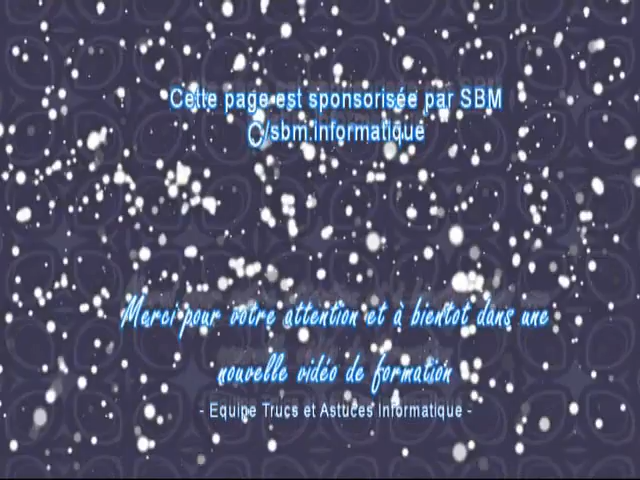 Cette page est sponsorisée par SBM
C/sbm.informatique
Merci pour votre attention et à bientot dans une
nouvelle vidéo de formation
- Equipe Trucs et Astuces Informatique -